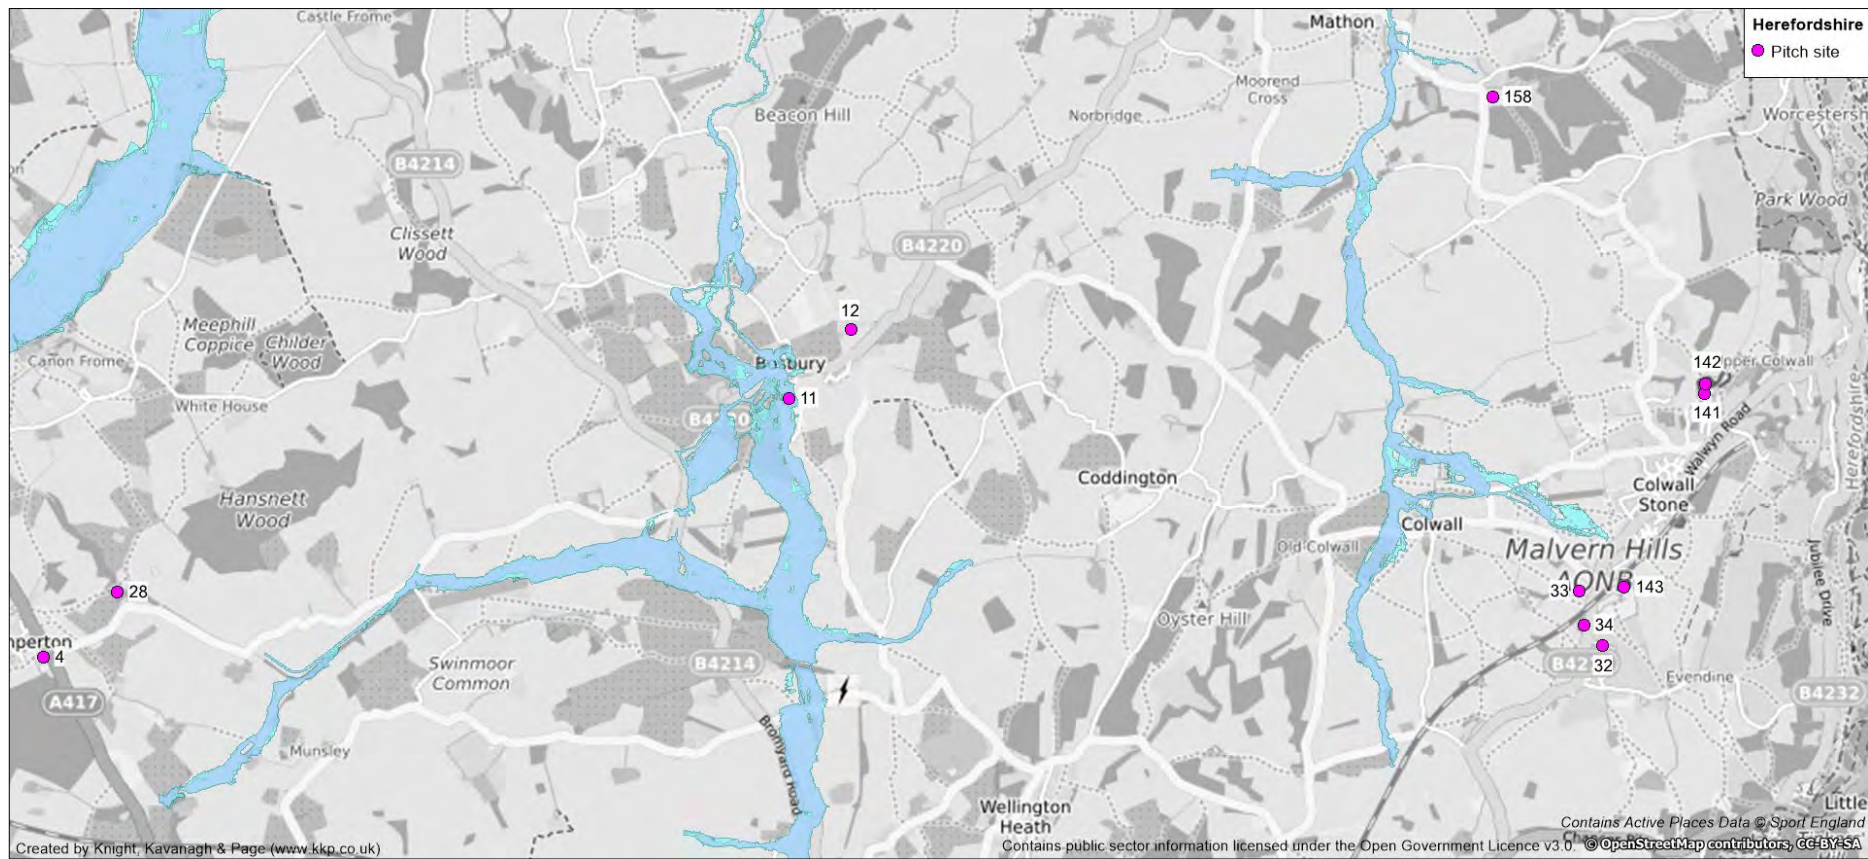 Castle Frome
Mathon
Herefordshire
Pitch site
Moorend
Cross
158
Beacon Hill
Norbridge
B4214
Park Wood
Clissett
Wood
B4220
12
Meephill
Coppice
Childer
Wood
Canon Frome
Bosbury
142
pper Colwall
White House
11
141
Walwyn Road
Herefordshire
Coddington
Colwall
Stone
Hansnett
Wood
Colwall
Old Colwall
Malvern Hills
AONB
Jubilee Drive
28
33
143
Oyster Hill
34
32
nperton
4
Swinmoor
Common
B4214
Evendine
B4232
A417
Munsley
Bromyard Road
Wellington
Heath
Little
Contains Active Places Data © Sport England
Created by Knight, Kavanagh & Page (www.kkp.co.uk)
Contains public sector information licensed under the Open Government Licence v3.0.
© OpenStreetMap contributors, CC-BY-SA